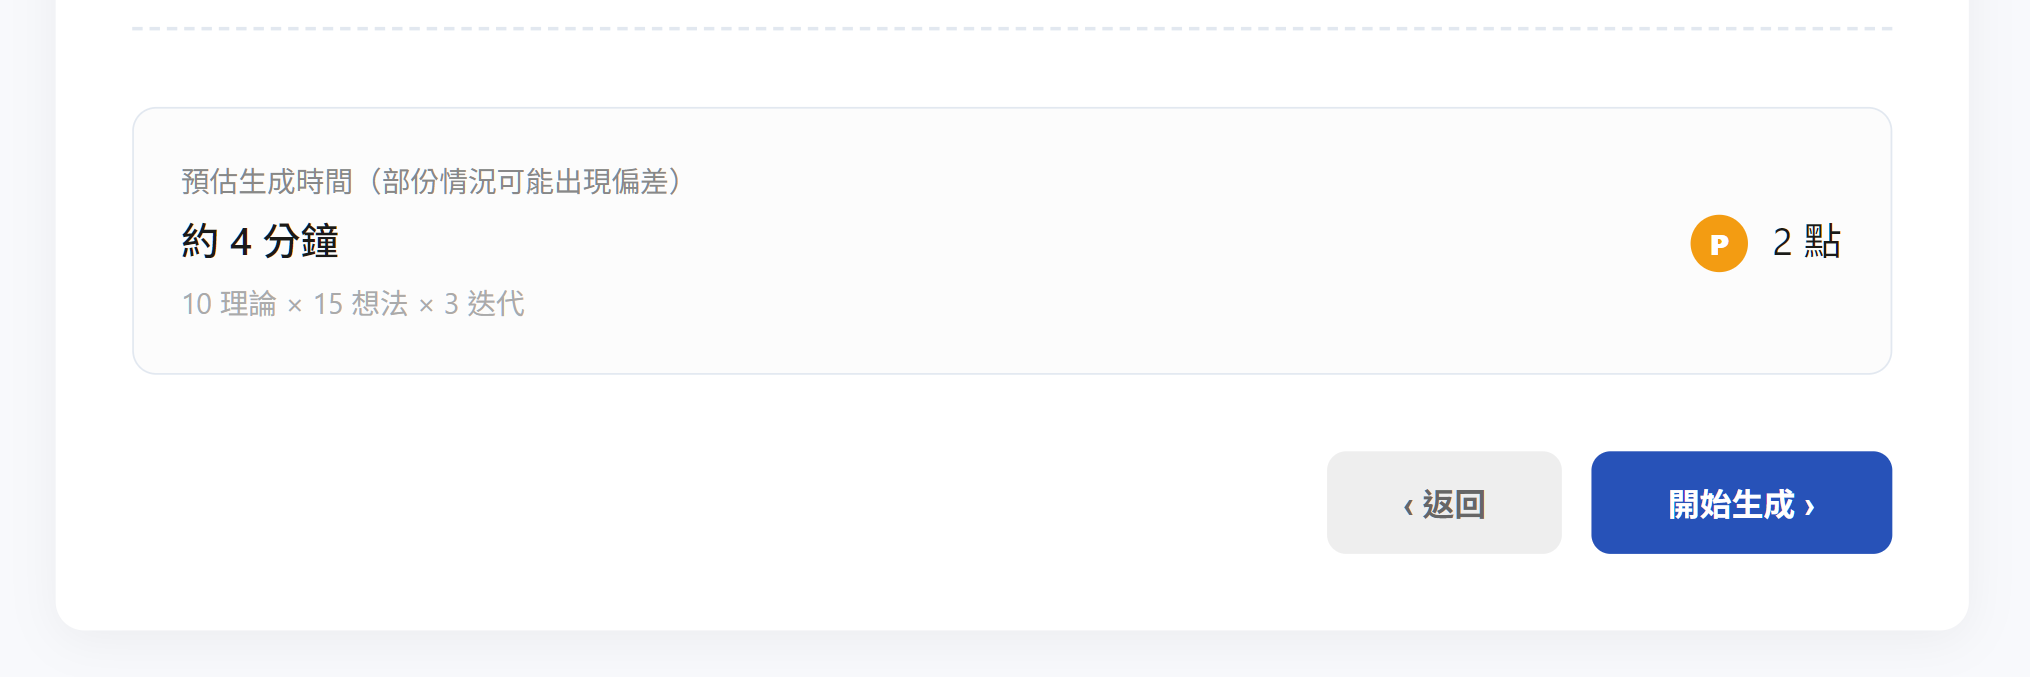 預估生成時間（部份情況可能出現偏差）
約 4 分鐘
10 理論 × 15 想法 × 3 迭代
P 2 點
‹ 返回
開始生成 ›